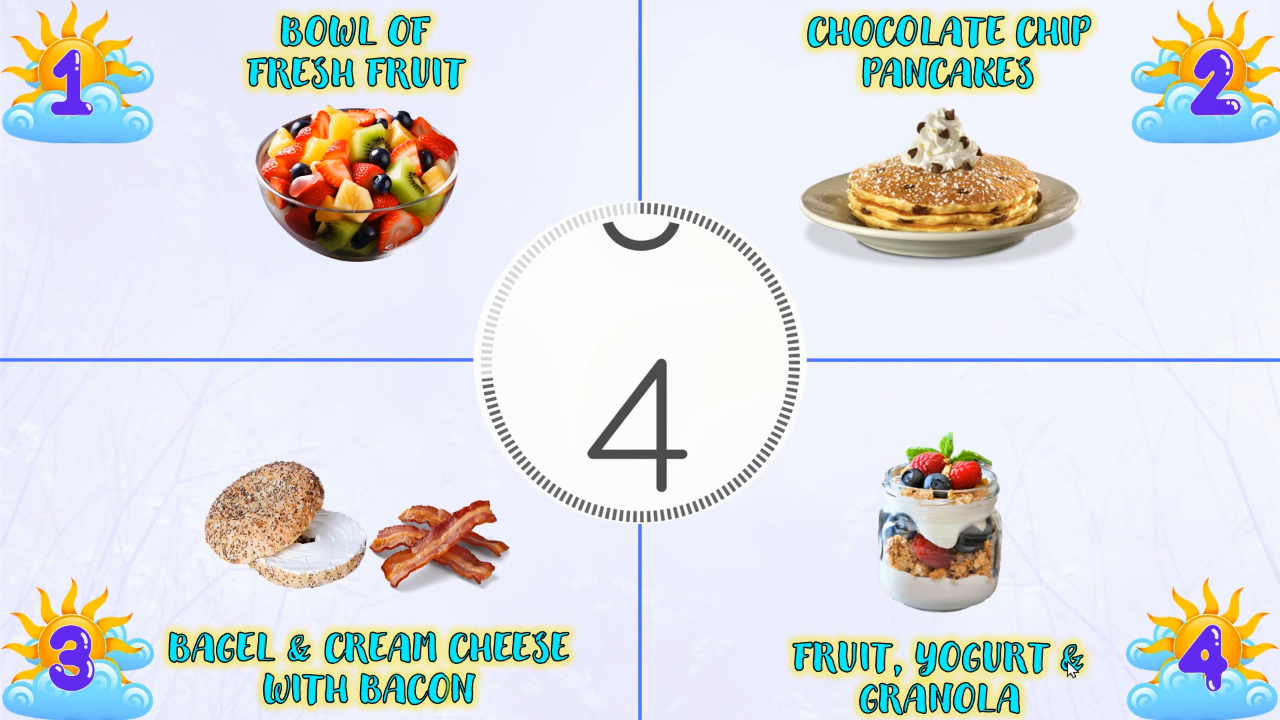 1
BOWL OF
FRESH FRUIT
CHOCOLATE CHIP
PANCAKES
2
4
3
BAGEL & CREAM CHEESE
WITH BACON
FRUIT, YOGURT &
GRANOLA
4